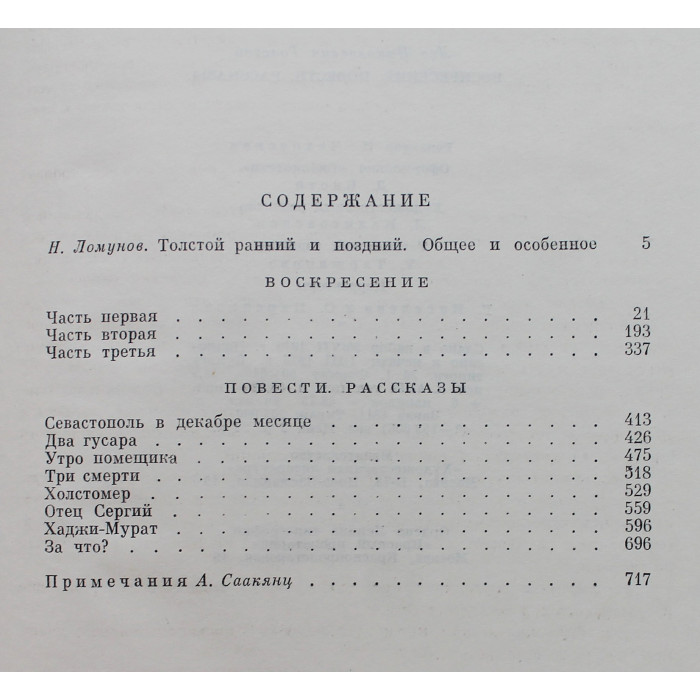 СОДЕРЖАНИЕ
Н. Ломунов. Толстой ранний и поздний. Общее и особенное 5
ВОСКРЕСЕНИЕ
Часть первая . . . . . . . . . . . . . . . . . . . 21
Часть вторая . . . . . . . . . . . . . . . . . . . 193
Часть третья . . . . . . . . . . . . . . . . . . . 337
ПОВЕСТИ. РАССКАЗЫ
Севастополь в декабре месяце . . . . . . . . . . . . 413
Два гусара . . . . . . . . . . . . . . . . . . . . 426
Утро помещика . . . . . . . . . . . . . . . . . . 475
Три смерти . . . . . . . . . . . . . . . . . . . . 518
Холстомер . . . . . . . . . . . . . . . . . . . . 529
Отец Сергий . . . . . . . . . . . . . . . . . . . 559
Хаджи-Мурат . . . . . . . . . . . . . . . . . . . 596
За что? . . . . . . . . . . . . . . . . . . . . . 696
Примечания А. Саакянц . . . . . . . . . . . . . 717